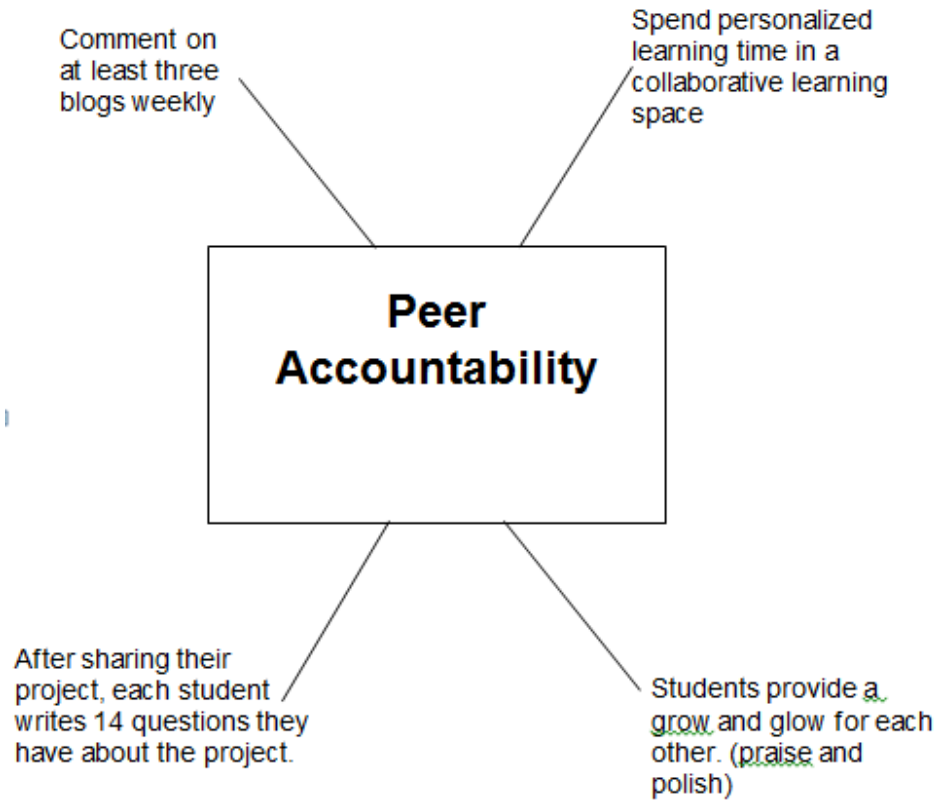 Comment on
at least three
blogs weekly
Spend personalized
learning time in a
collaborative learning
space
Peer
Accountability
After sharing their
project, each student
writes 14 questions they
have about the project.
Students provide a
grow and glow for each
other. (praise and
polish)